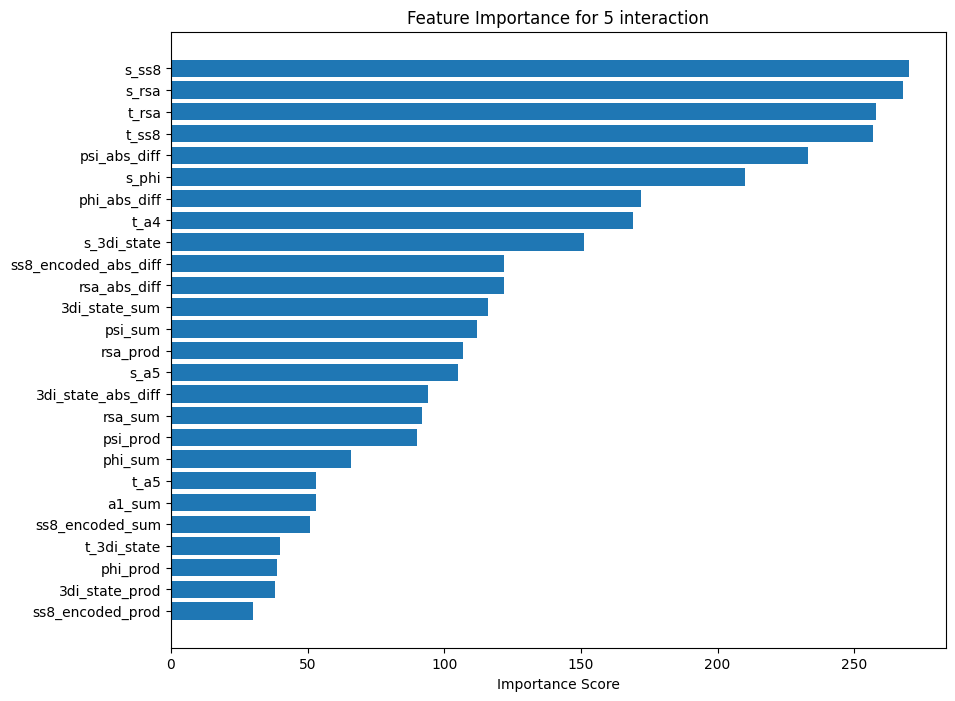 Feature Importance for 5 interaction
s_ss8
s_rsa
t_rsa
t_ss8
psi_abs_diff
s_phi
phi_abs_diff
t_a4
s_3di_state
ss8_encoded_abs_diff
rsa_abs_diff
3di_state_sum
psi_sum
rsa_prod
s_a5
3di_state_abs_diff
rsa_sum
psi_prod
phi_sum
t_a5
a1_sum
ss8_encoded_sum
t_3di_state
phi_prod
3di_state_prod
ss8_encoded_prod
0 50 100 150 200 250
Importance Score